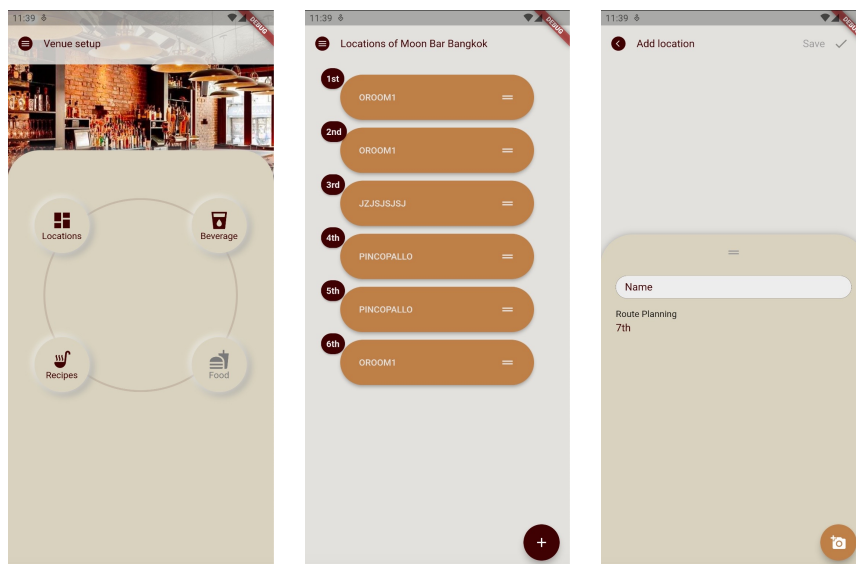 11:39
DEBUG
Venue setup
Locations
Beverage
Recipes
Food
11:39
DEBUG
Locations of Moon Bar Bangkok
1st
OROOM1
2nd
OROOM1
3rd
JZJSJSJSJ
4th
PINCOPALLO
5th
PINCOPALLO
6th
OROOM1
11:39
DEBUG
Add location
Save
Name
Route Planning
7th